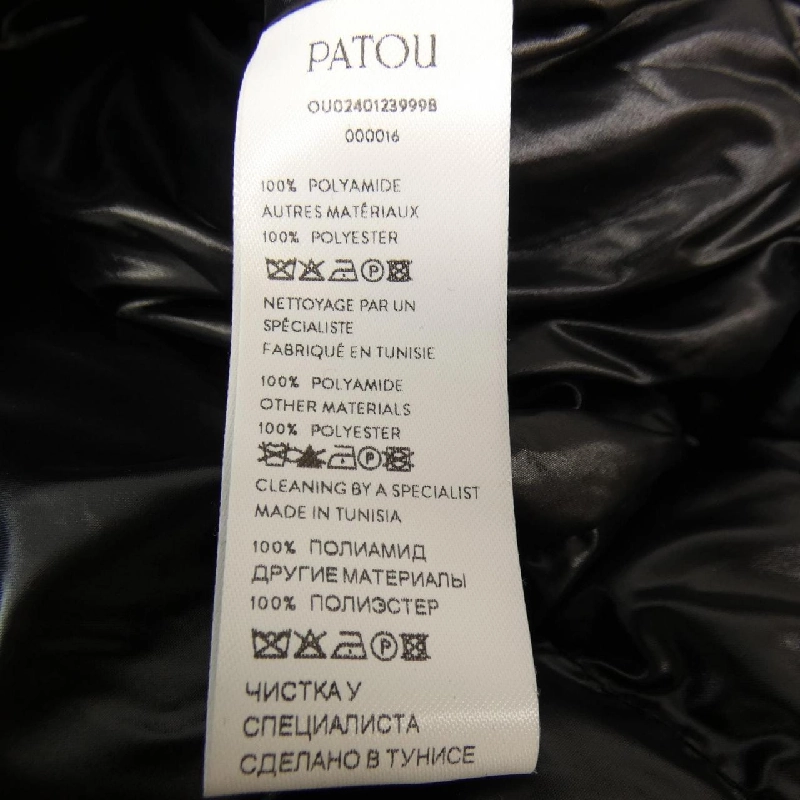 PATOU
OU0240123999B
000016
100% POLYAMIDE
AUTRES MATÉRIAUX
100% POLYESTER
P
NETTOYAGE PAR UN
SPÉCIALISTE
FABRIQUÉ EN TUNISIE
100% POLYAMIDE
OTHER MATERIALS
100% POLYESTER
P
CLEANING BY A SPECIALIST
MADE IN TUNISIA
100% ПОЛИАМИД
ДРУГИЕ МАТЕРИАЛЫ
100% ПОЛИЭСТЕР
P
ЧИСТКА У
СПЕЦИАЛИСТА
СДЕЛАНО В ТУНИСЕ